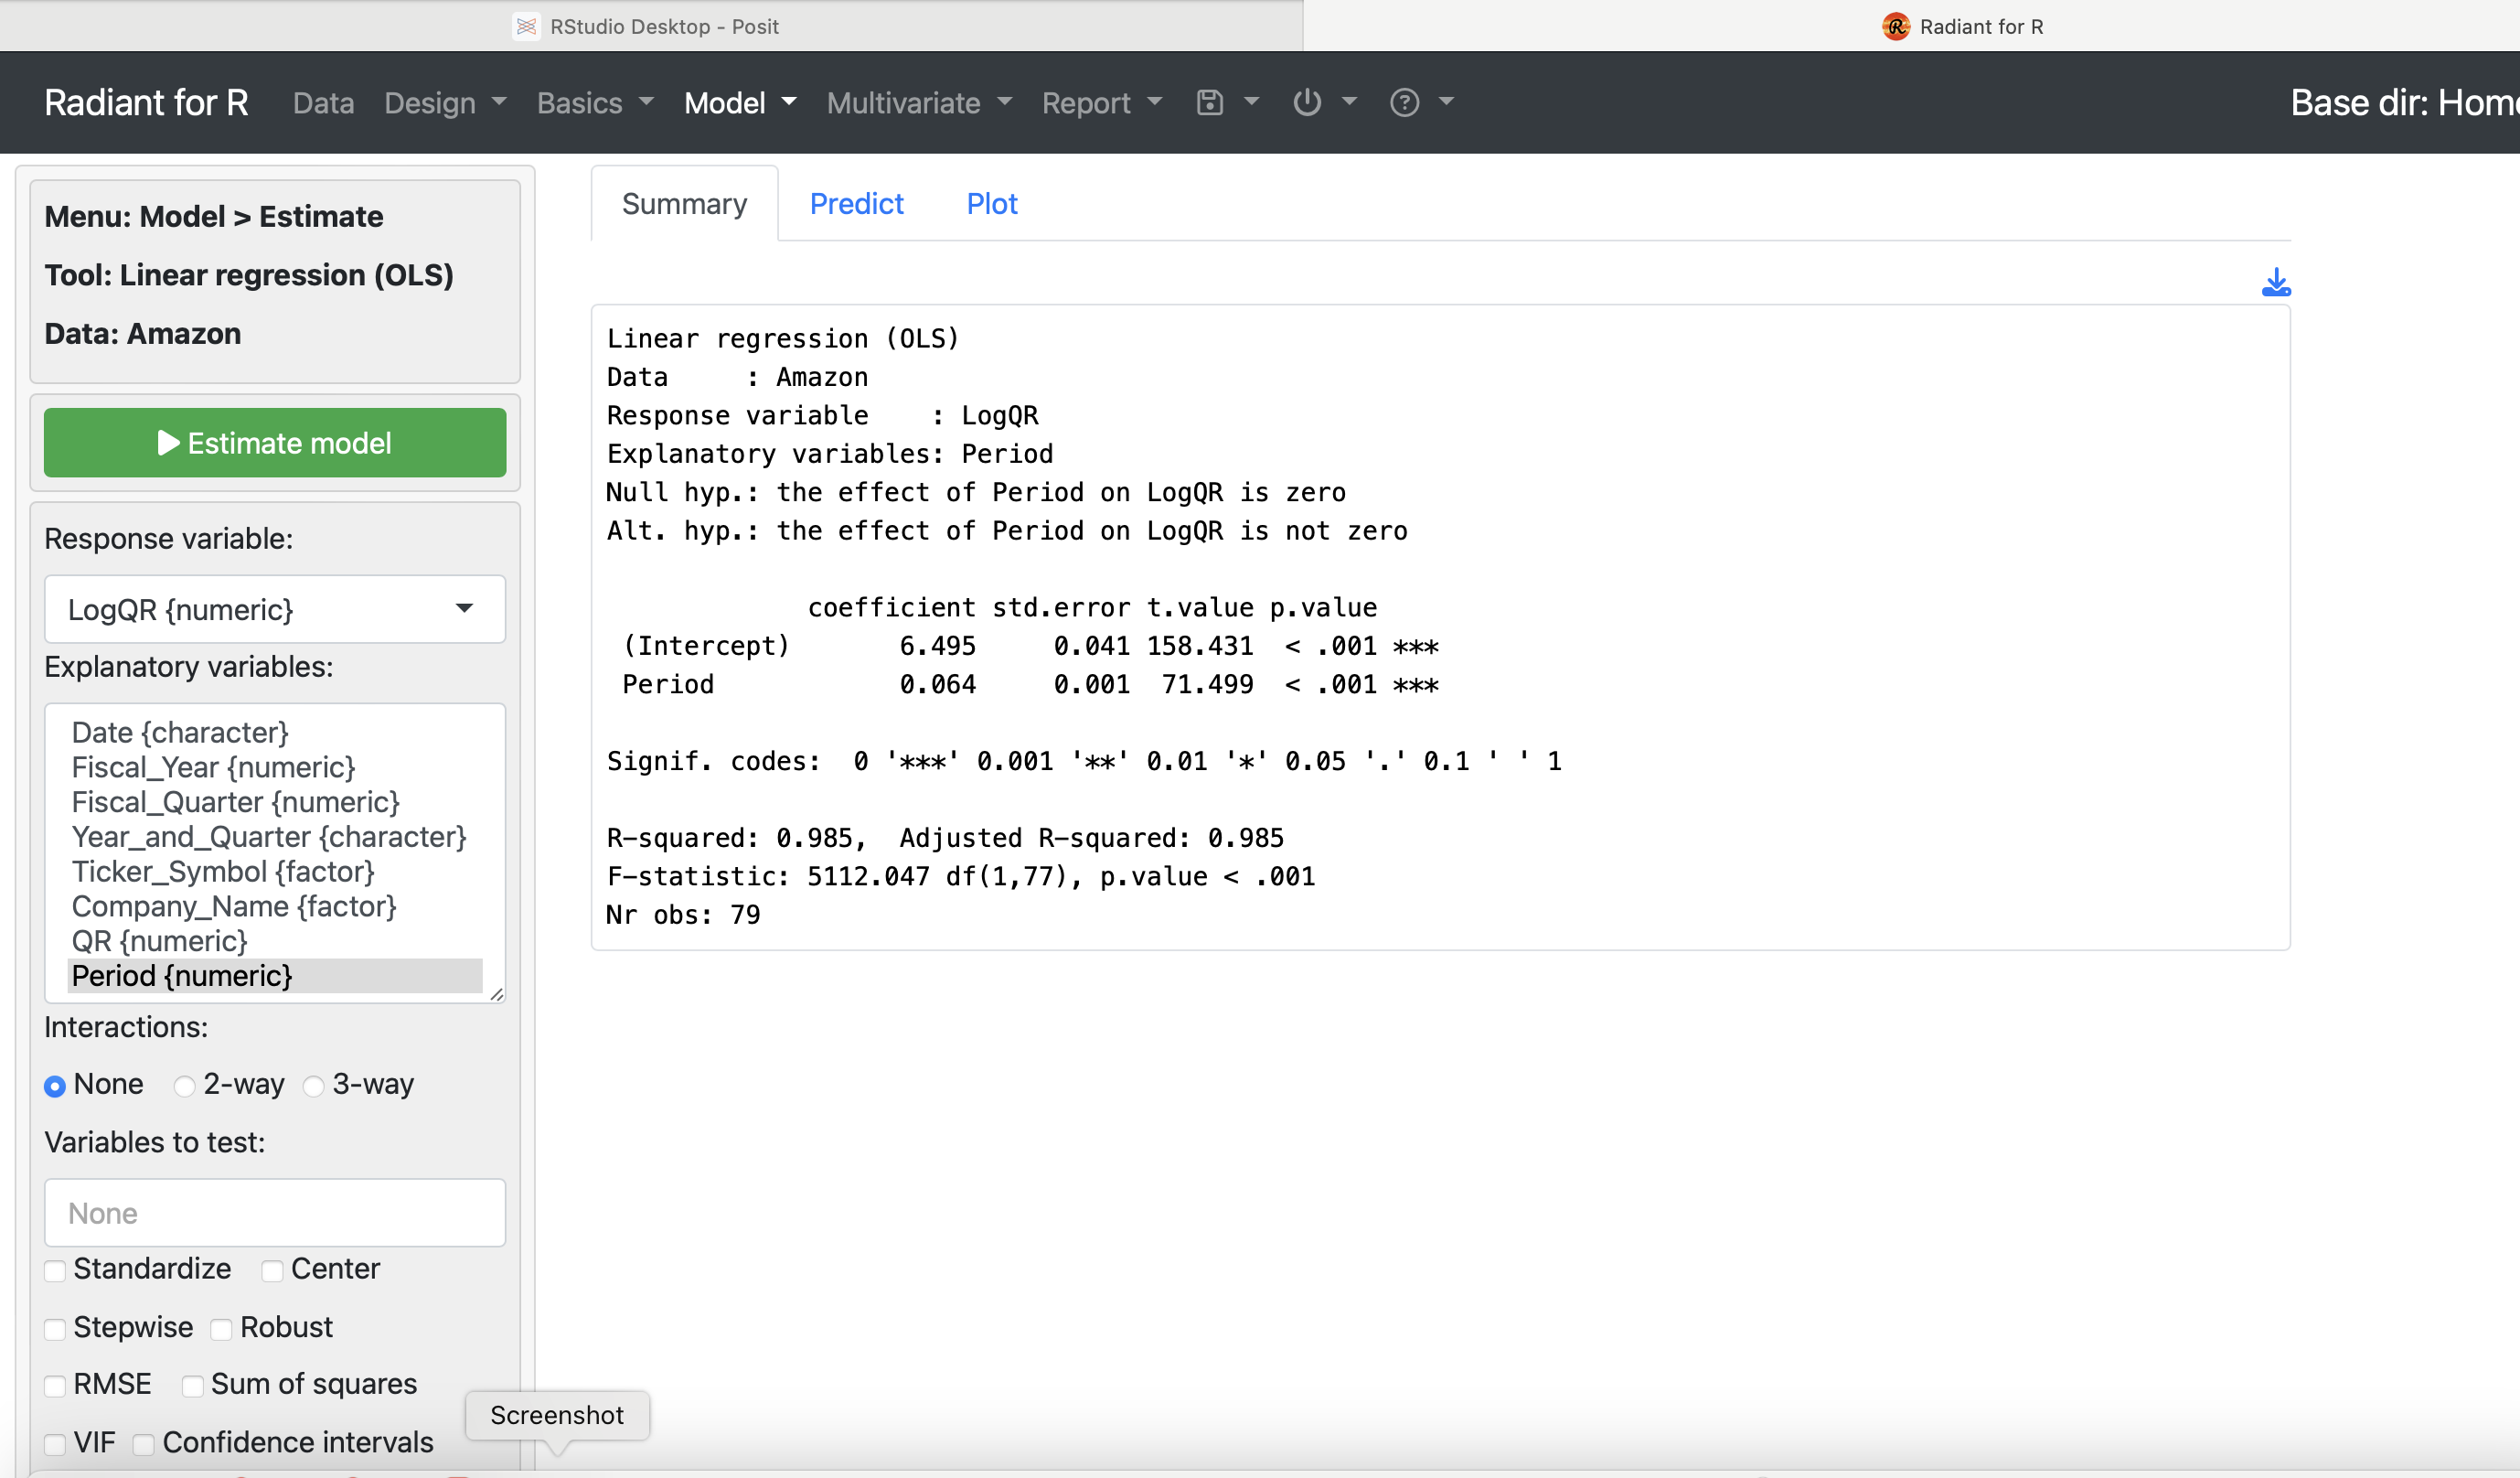 RStudio Desktop - Posit
Radiant for R
Radiant for R Data Design Basics Model Multivariate Report Base dir: Home
Menu: Model > Estimate
Tool: Linear regression (OLS)
Data: Amazon
Estimate model
Response variable:
LogQR {numeric}
Explanatory variables:
Date {character}
Fiscal_Year {numeric}
Fiscal_Quarter {numeric}
Year_and_Quarter {character}
Ticker_Symbol {factor}
Company_Name {factor}
QR {numeric}
Period {numeric}
Interactions:
None 2-way 3-way
Variables to test:
None
Standardize Center
Stepwise Robust
RMSE Sum of squares
VIF Confidence intervals
Screenshot
Summary Predict Plot
Linear regression (OLS)
Data     : Amazon
Response variable    : LogQR
Explanatory variables: Period
Null hyp.: the effect of Period on LogQR is zero
Alt. hyp.: the effect of Period on LogQR is not zero
coefficient std.error t.value p.value
(Intercept)       6.495     0.041 158.431  < .001 ***
Period            0.064     0.001  71.499  < .001 ***
Signif. codes:  0 '***' 0.001 '**' 0.01 '*' 0.05 '.' 0.1 ' ' 1
R-squared: 0.985,  Adjusted R-squared: 0.985
F-statistic: 5112.047 df(1,77), p.value < .001
Nr obs: 79